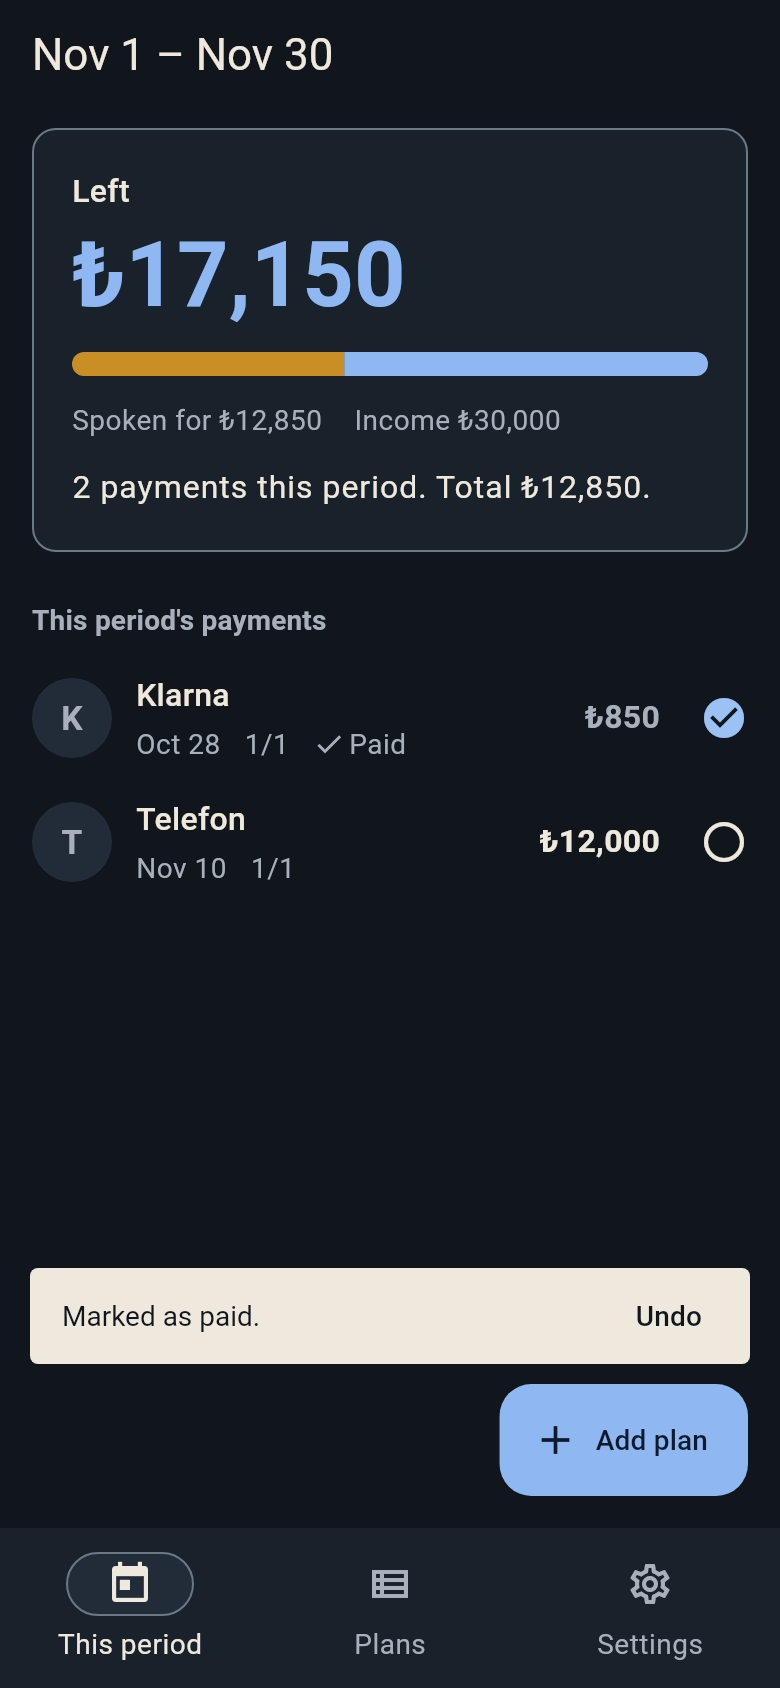 Nov 1 – Nov 30
Left
₺17,150
Spoken for ₺12,850 Income ₺30,000
2 payments this period. Total ₺12,850.
This period's payments
K
Klarna
Oct 28 1/1 Paid
₺850
T
Telefon
Nov 10 1/1
₺12,000
Marked as paid. Undo
Add plan
This period Plans Settings